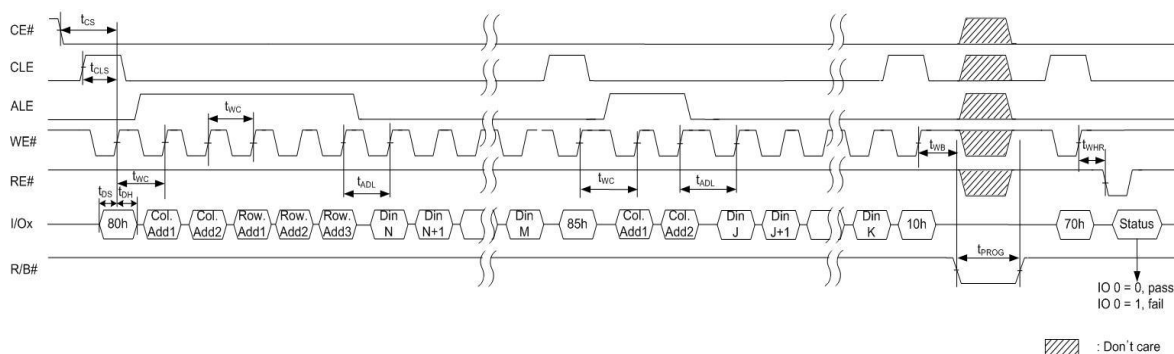 CE#
tCS
CLE
tCLS
ALE
tWC
WE#
tWB
tWHR
RE#
tDS
tDH
tWC
tADL
tWC
tADL
I/Ox
80h
Col. Add1
Col. Add2
Row. Add1
Row. Add2
Row. Add3
Din N
Din N+1
Din M
85h
Col. Add1
Col. Add2
Din J
Din J+1
Din K
10h
70h
Status
tPROG
R/B#
IO 0 = 0, pass
IO 0 = 1, fail
: Don't care